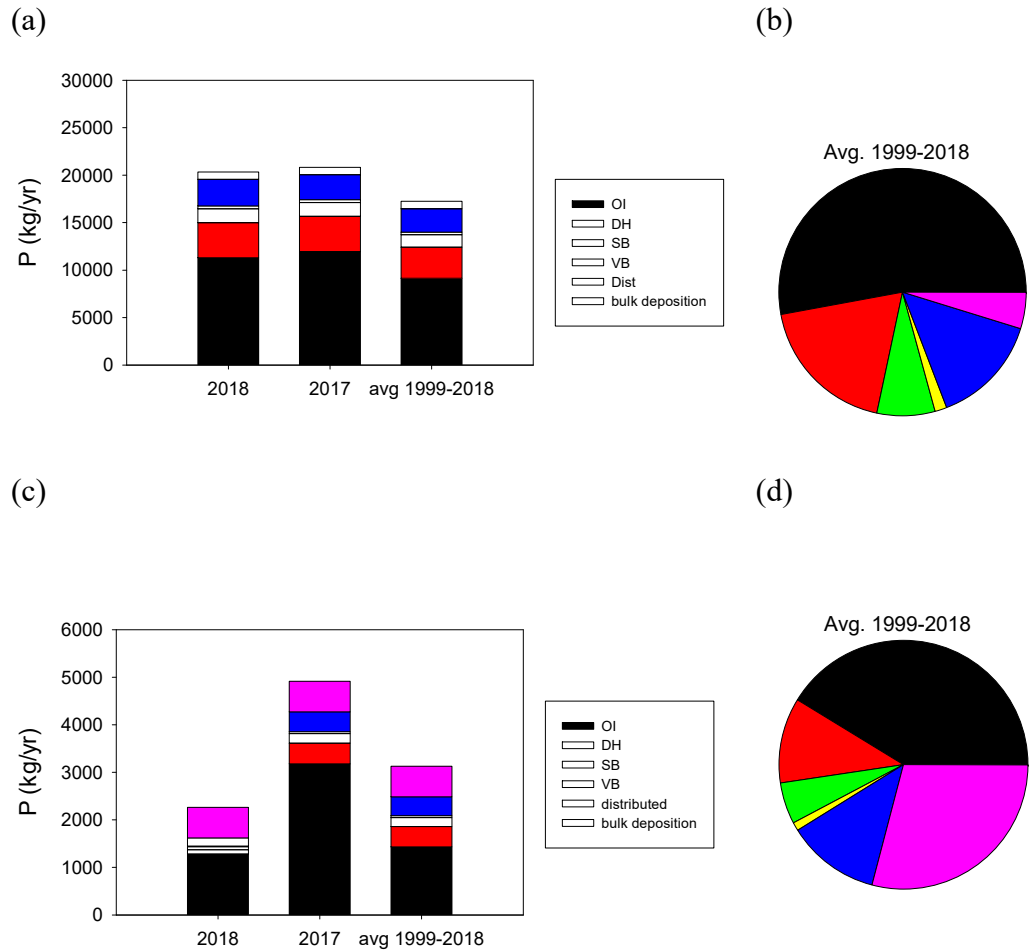 (a)
(b)
30000
25000
20000
15000
10000
5000
0
P (kg/yr)
2018
2017
avg 1999-2018
OI
DH
SB
VB
Dist
bulk deposition
Avg. 1999-2018
(c)
(d)
6000
5000
4000
3000
2000
1000
0
P (kg/yr)
2018
2017
avg 1999-2018
OI
DH
SB
VB
distributed
bulk deposition
Avg. 1999-2018